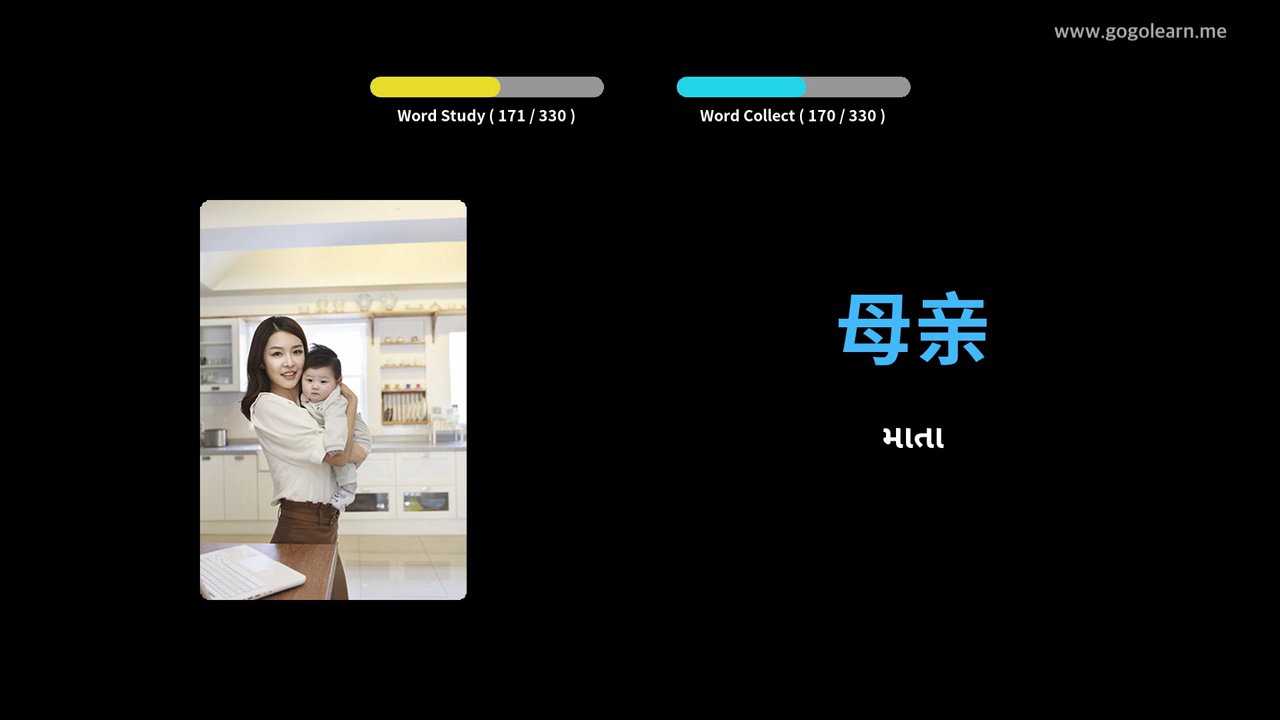 www.gogolearn.me
Word Study ( 171 / 330 )
Word Collect ( 170 / 330 )
母亲
માતા